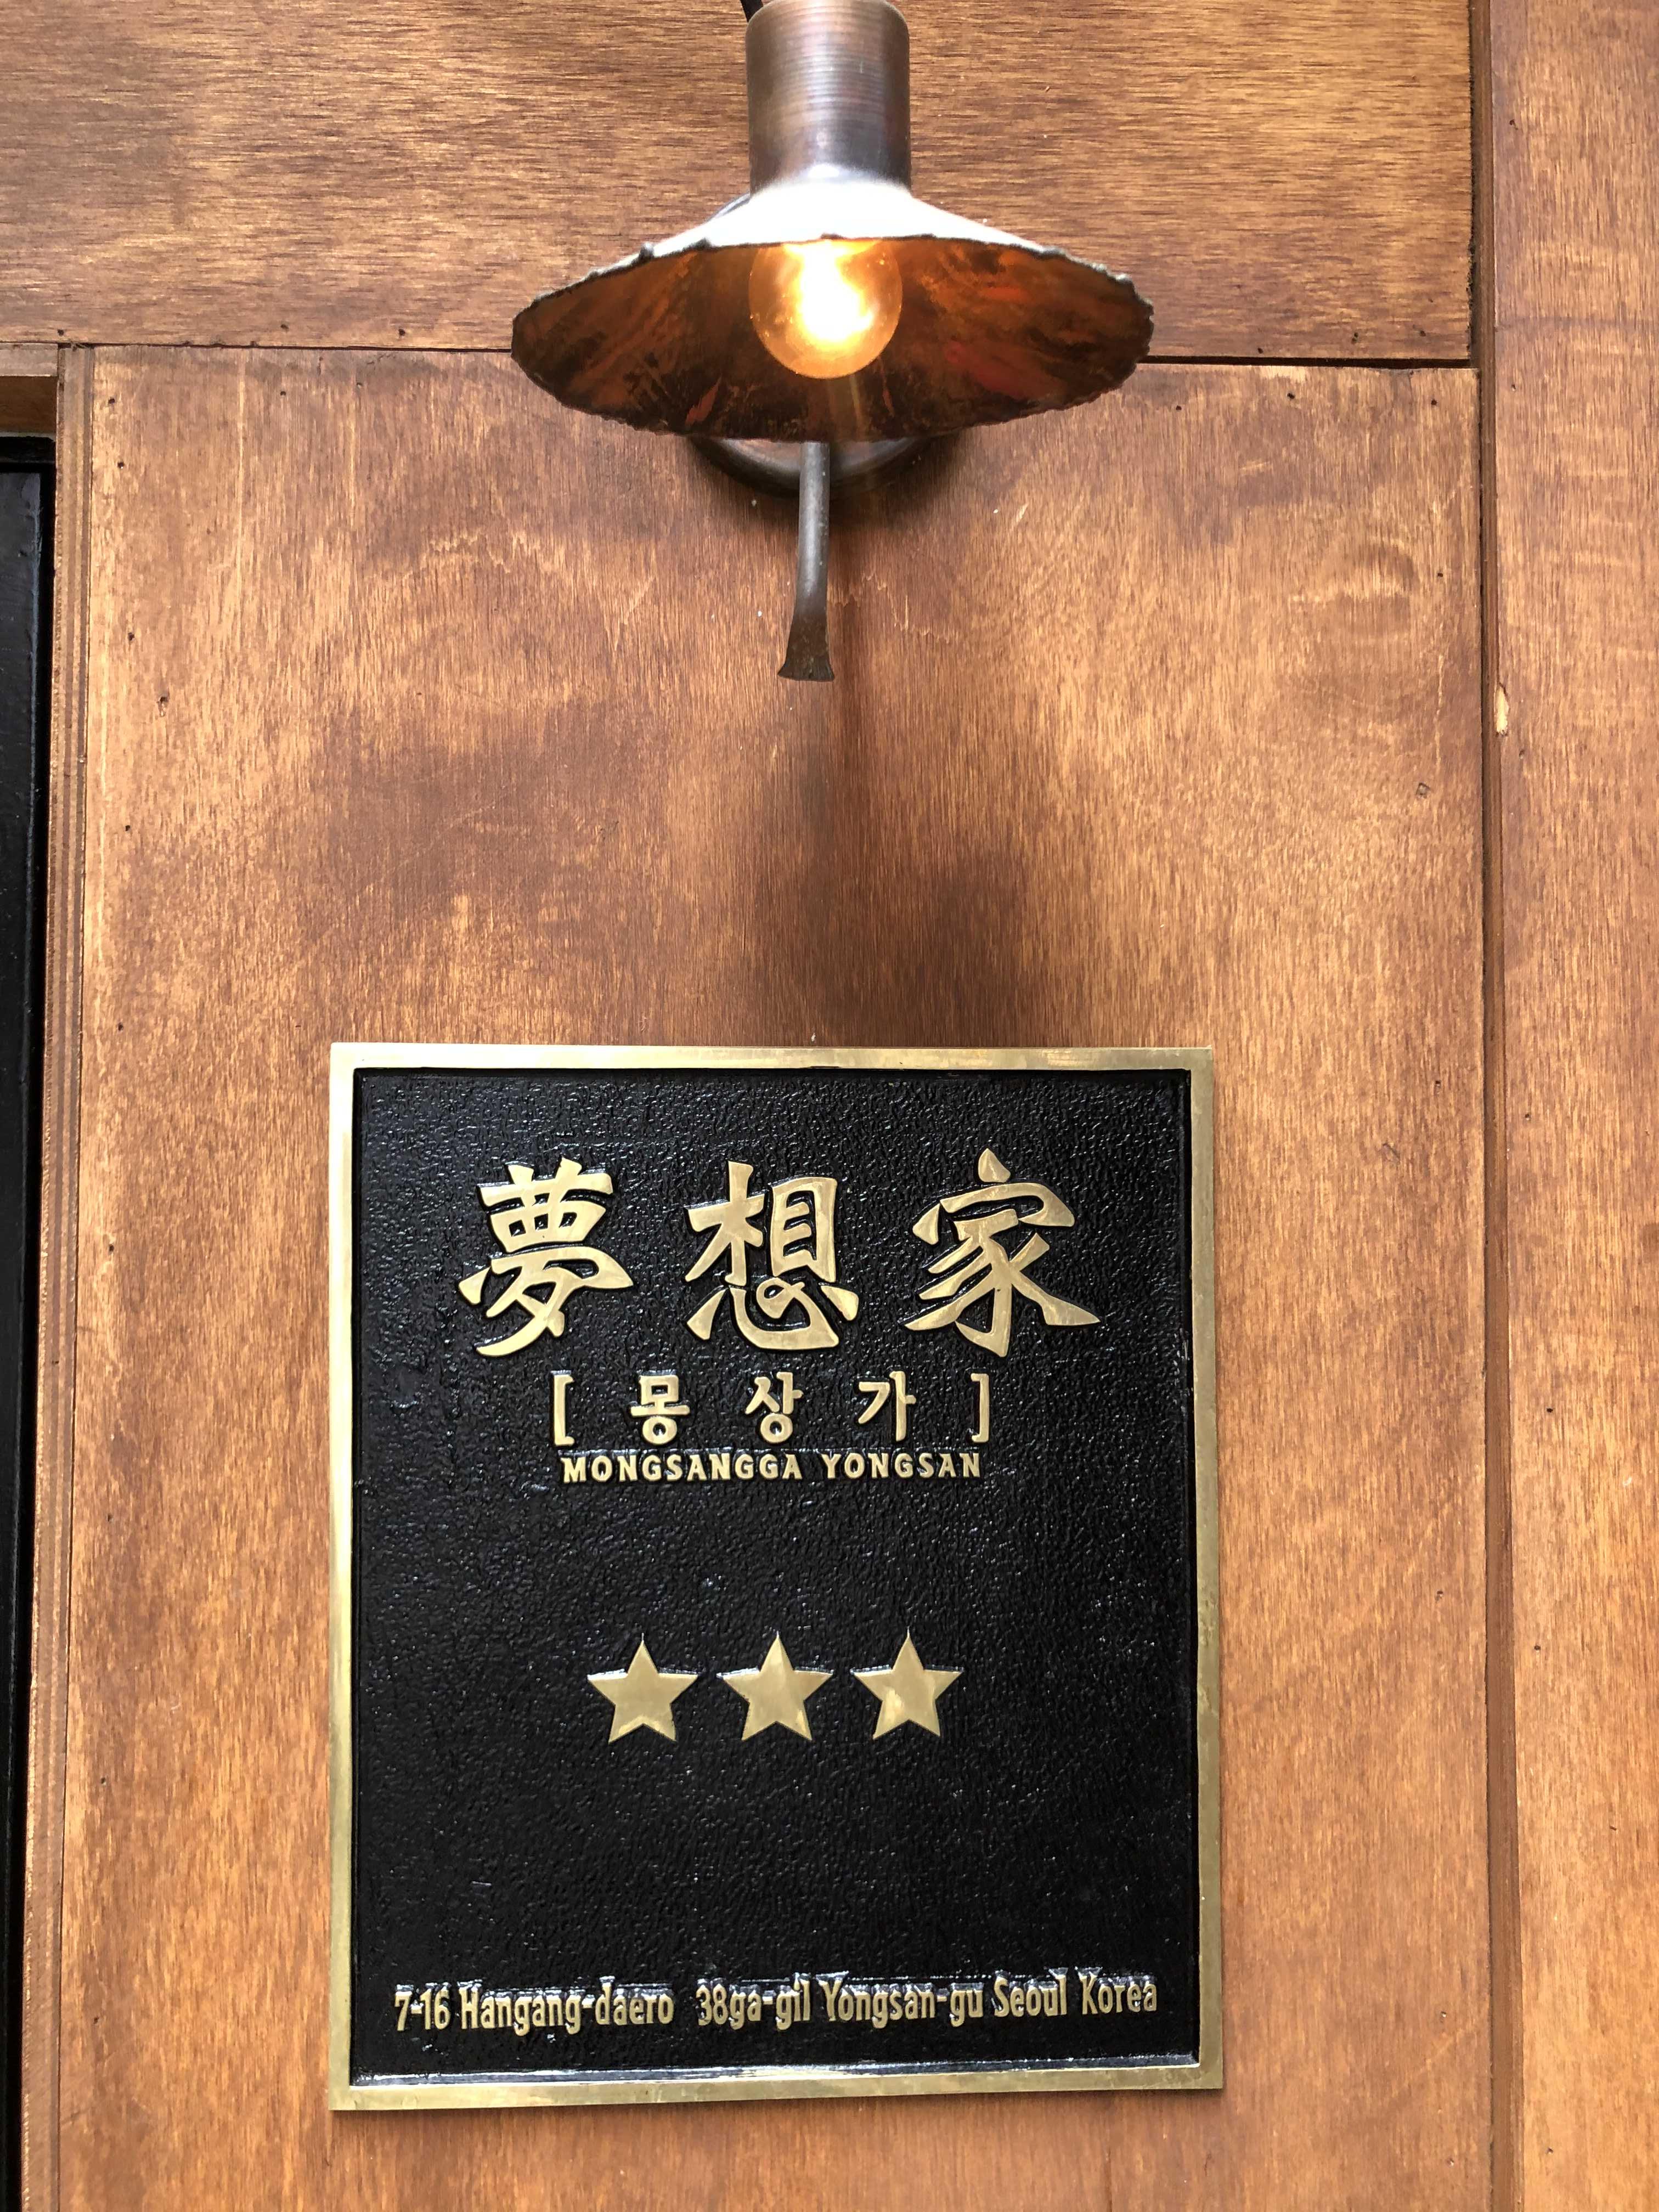 夢想家
[몽상가]
MONGSANGGA YONGSAN
7-16 Hangang-daero 38ga-gil Yongsan-gu Seoul Korea